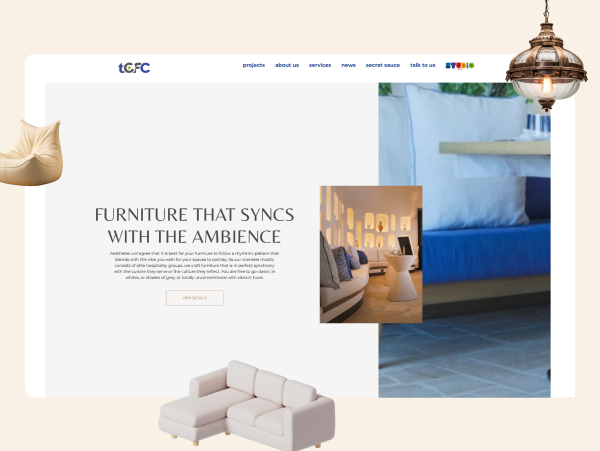 tCFC
projects about us services news secret sauce talk to us STUDIO
FURNITURE THAT SYNCS
WITH THE AMBIENCE
Aesthetes will agree that it is best for your furniture to follow a rhythmic pattern that
blends with the vibe you wish for your spaces to portray. As our clientele mostly
consists of elite hospitality groups, we craft furniture that is in perfect synchrony
with the cuisine they serve or the culture they reflect. You are free to go classic in
whites, or shades of grey, or totally unconventional with vibrant hues.
VIEW DETAILS